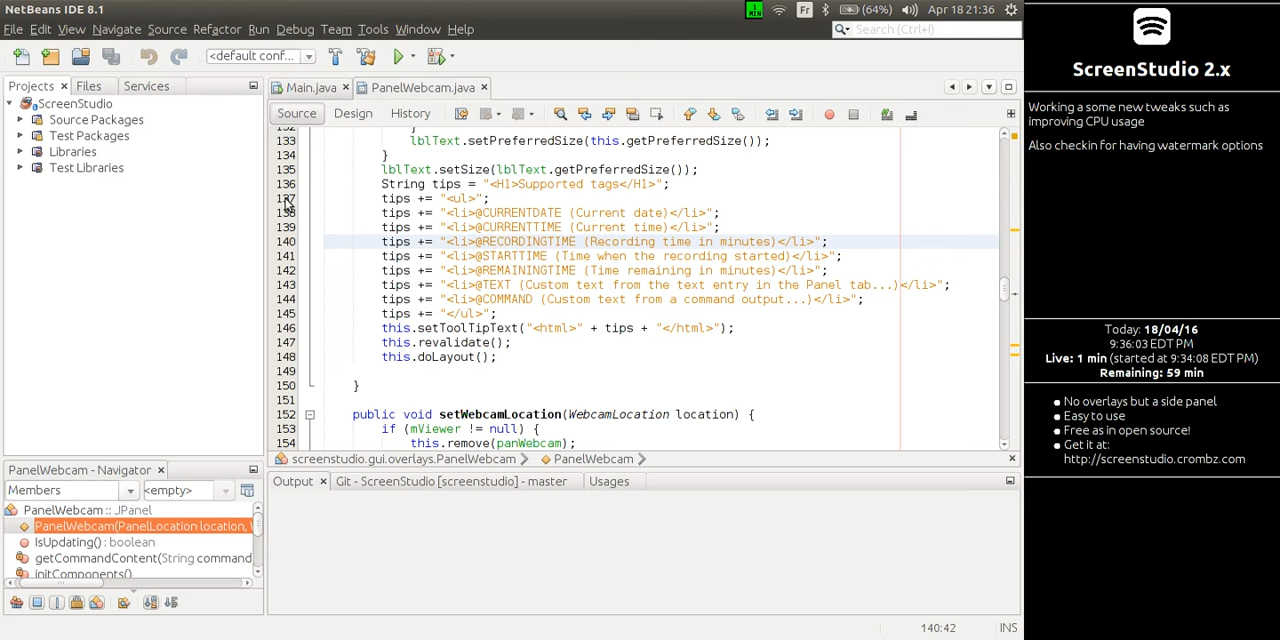 NetBeans IDE 8.1
1 MIN
Fr
(64%)
Apr 18 21:36
File Edit View Navigate Source Refactor Run Debug Team Tools Window Help
Search (Ctrl+I)
<default conf...
Projects
Files
Services
ScreenStudio
Source Packages
Test Packages
Libraries
Test Libraries
Main.java
PanelWebcam.java
Source
Design
History
132 }
133 lblText.setPreferredSize(this.getPreferredSize());
134 }
135 lblText.setSize(lblText.getPreferredSize());
136 String tips = "<H1>Supported tags</H1>";
137 tips += "<ul>";
138 tips += "<li>@CURRENTDATE (Current date)</li>";
139 tips += "<li>@CURRENTTIME (Current time)</li>";
140 tips += "<li>@RECORDINGTIME (Recording time in minutes)</li>";
141 tips += "<li>@STARTTIME (Time when the recording started)</li>";
142 tips += "<li>@REMAININGTIME (Time remaining in minutes)</li>";
143 tips += "<li>@TEXT (Custom text from the text entry in the Panel tab...)</li>";
144 tips += "<li>@COMMAND (Custom text from a command output...)</li>";
145 tips += "</ul>";
146 this.setToolTipText("<html>" + tips + "</html>");
147 this.revalidate();
148 this.doLayout();
149
150 }
151
152 public void setWebcamLocation(WebcamLocation location) {
153 if (mViewer != null) {
154 this.remove(panWebcam);
screenstudio.gui.overlays.PanelWebcam
PanelWebcam
PanelWebcam - Navigator
Members
<empty>
PanelWebcam :: JPanel
PanelWebcam(PanelLocation location,
IsUpdating() : boolean
getCommandContent(String command
initComponents()
Output
Git - ScreenStudio [screenstudio] - master
Usages
140:42
INS
ScreenStudio 2.x
Working a some new tweaks such as
improving CPU usage
Also checkin for having watermark options
Today: 18/04/16
9:36:03 EDT PM
Live: 1 min (started at 9:34:08 EDT PM)
Remaining: 59 min
No overlays but a side panel
Easy to use
Free as in open source!
Get it at:
http://screenstudio.crombz.com